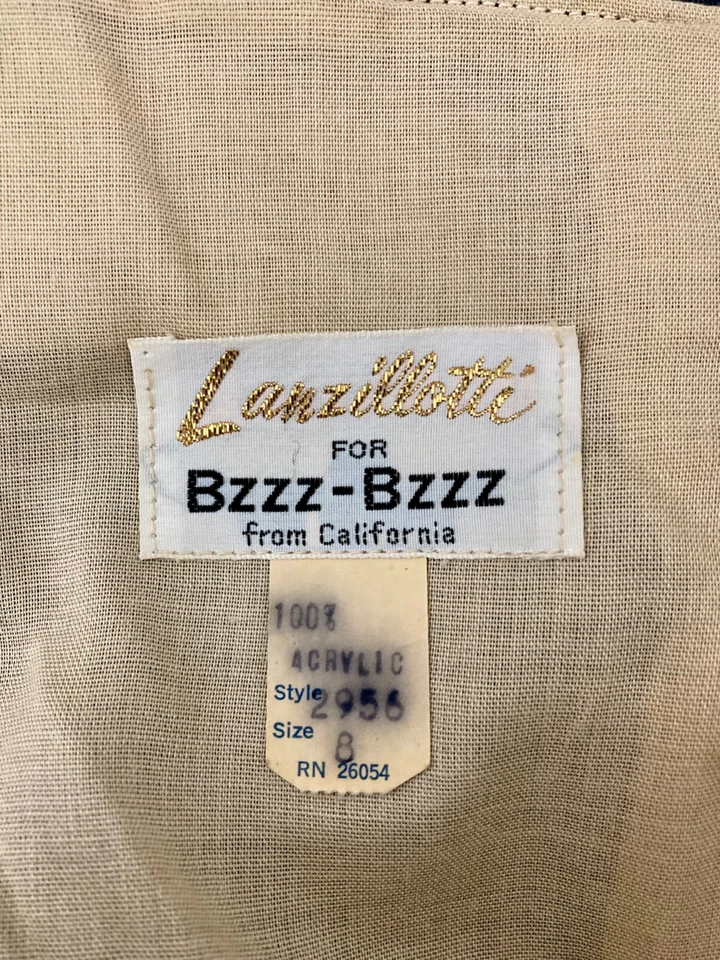 Lanzillotti
FOR
Bzzz-Bzzz
from California
100%
ACRYLIC
Style 2956
Size 8
RN 26054